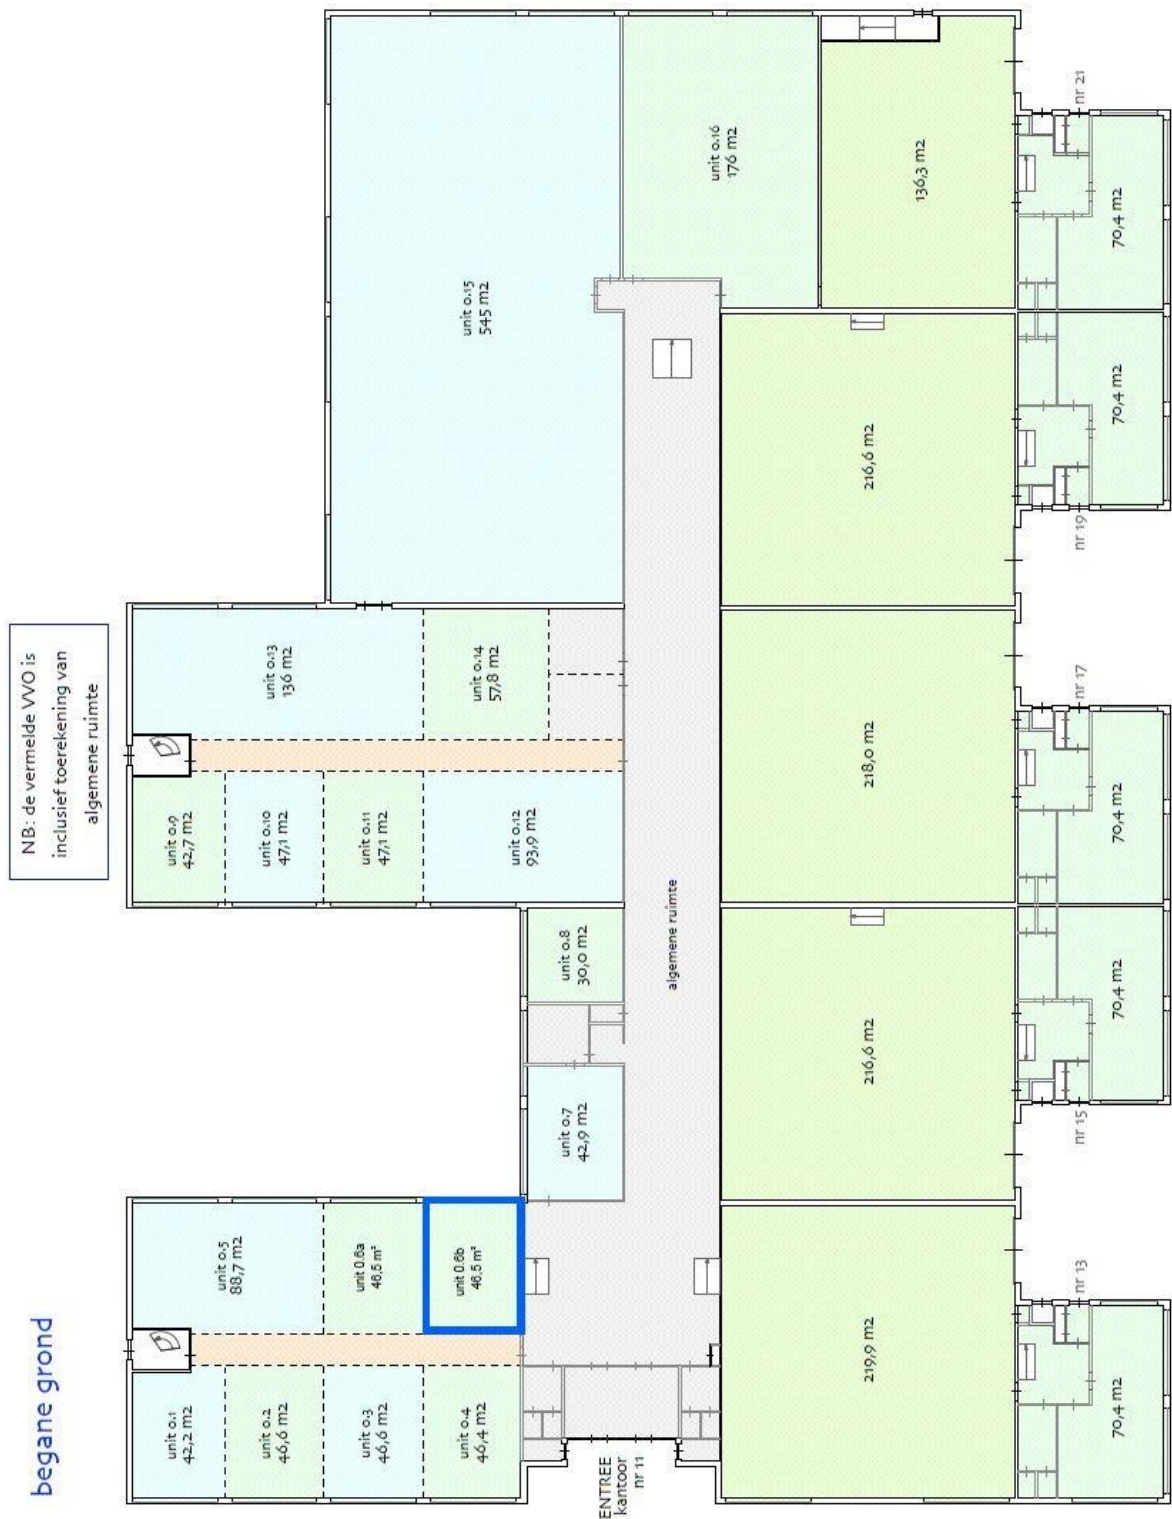 begane grond
NB: de vermelde VVO is
inclusief toerekening van
algemene ruimte
unit 0.1
42,2 m2
unit 0.2
46,6 m2
unit 0.3
46,6 m2
unit 0.4
46,4 m2
unit 0.5
88,7 m2
unit 0.6a
46,5 m²
unit 0.6b
46,5 m²
unit 0.7
42,9 m2
unit 0.8
30,0 m2
unit 0.9
42,7 m2
unit 0.10
47,1 m2
unit 0.11
47,1 m2
unit 0.12
93,9 m2
unit 0.13
136 m2
unit 0.14
57,8 m2
unit 0.15
545 m2
unit 0.16
176 m2
algemene ruimte
ENTREE
kantoor
nr 11
219,9 m2
216,6 m2
218,0 m2
216,6 m2
136,3 m2
nr 13
70,4 m2
nr 15
70,4 m2
nr 17
70,4 m2
nr 19
70,4 m2
nr 21
70,4 m2